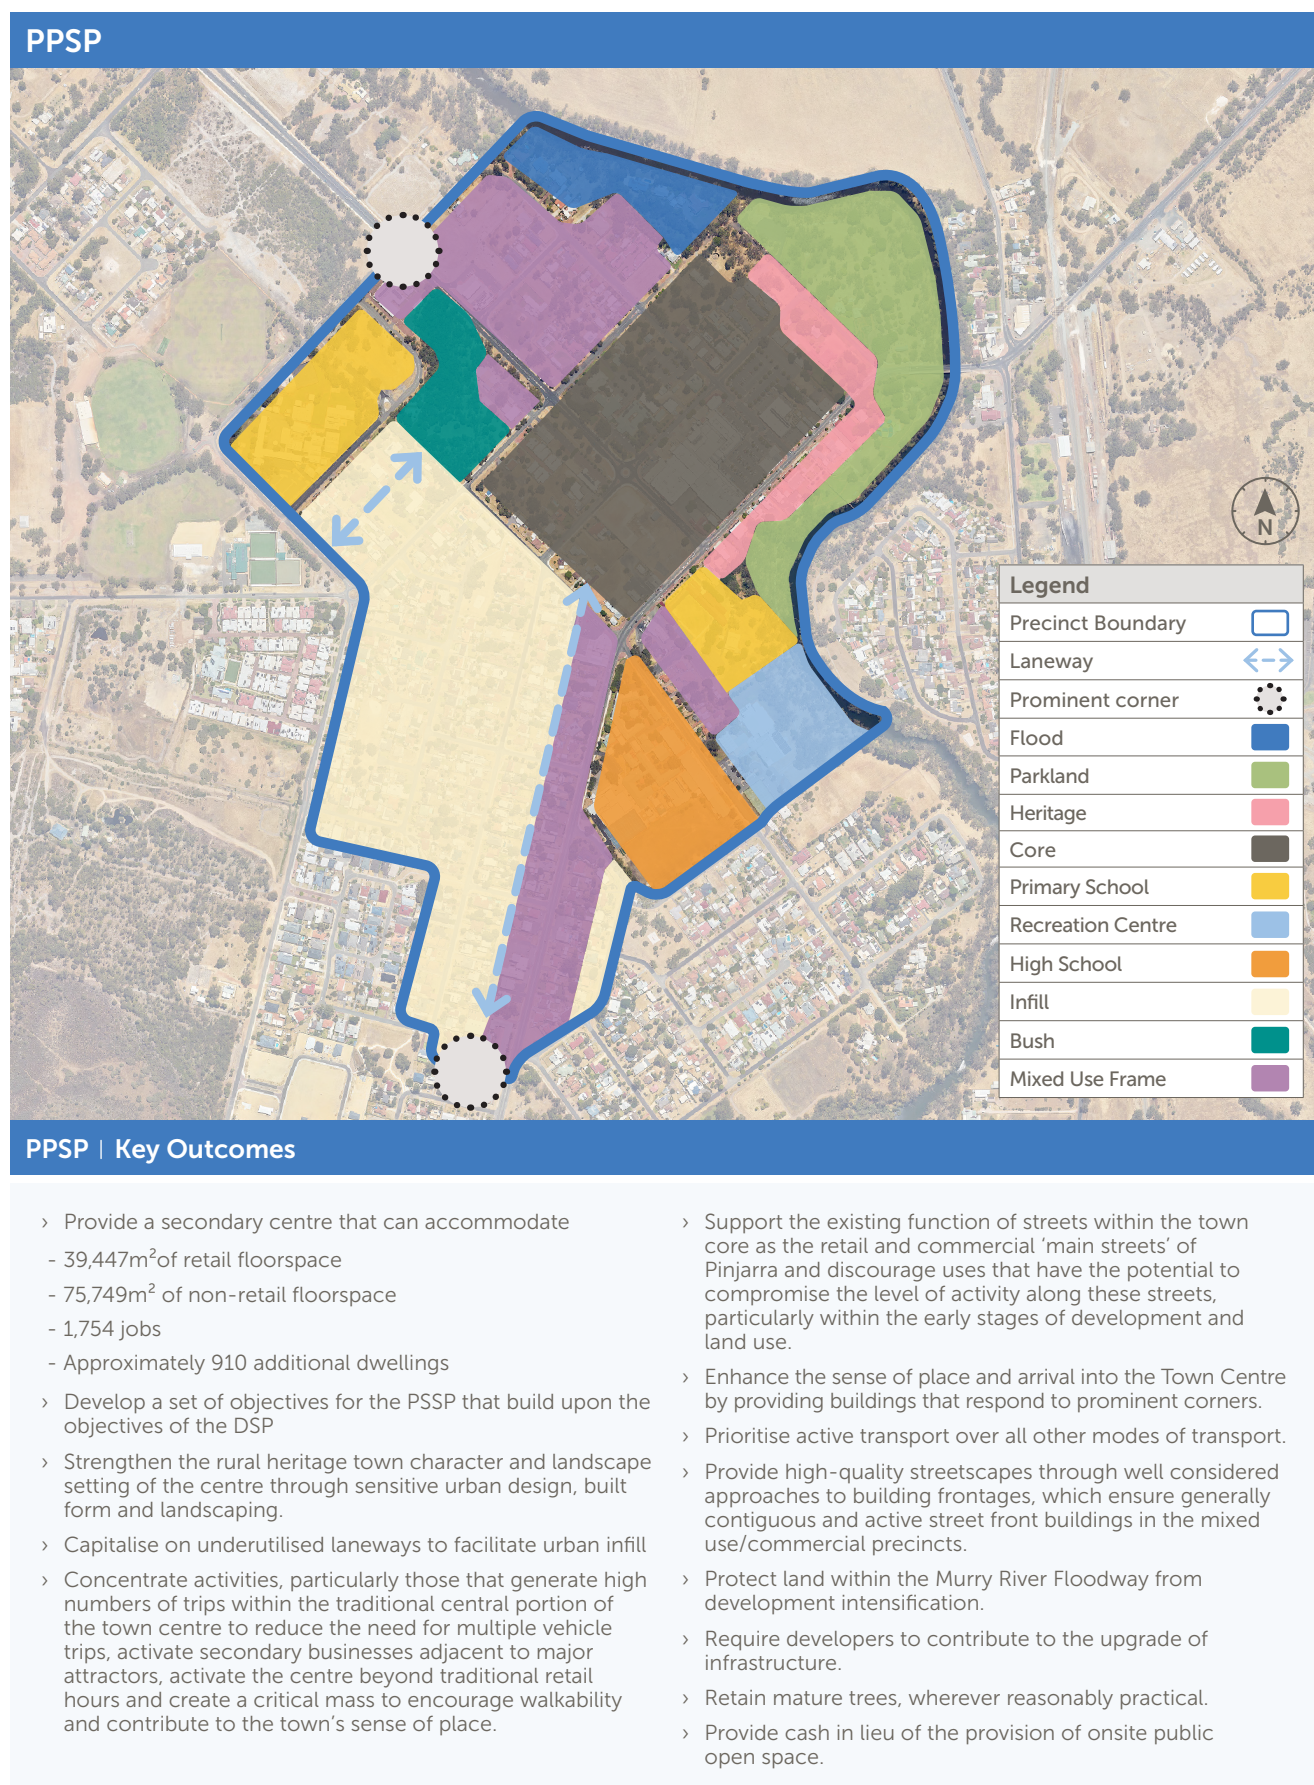 PPSP
N
Legend
Precinct Boundary
Laneway
Prominent corner
Flood
Parkland
Heritage
Core
Primary School
Recreation Centre
High School
Infill
Bush
Mixed Use Frame
PPSP | Key Outcomes
› Provide a secondary centre that can accommodate
- 39,447m²of retail floorspace
- 75,749m² of non-retail floorspace
- 1,754 jobs
- Approximately 910 additional dwellings
› Develop a set of objectives for the PSSP that build upon the
objectives of the DSP
› Strengthen the rural heritage town character and landscape
setting of the centre through sensitive urban design, built
form and landscaping.
› Capitalise on underutilised laneways to facilitate urban infill
› Concentrate activities, particularly those that generate high
numbers of trips within the traditional central portion of
the town centre to reduce the need for multiple vehicle
trips, activate secondary businesses adjacent to major
attractors, activate the centre beyond traditional retail
hours and create a critical mass to encourage walkability
and contribute to the town's sense of place.
› Support the existing function of streets within the town
core as the retail and commercial 'main streets' of
Pinjarra and discourage uses that have the potential to
compromise the level of activity along these streets,
particularly within the early stages of development and
land use.
› Enhance the sense of place and arrival into the Town Centre
by providing buildings that respond to prominent corners.
› Prioritise active transport over all other modes of transport.
› Provide high-quality streetscapes through well considered
approaches to building frontages, which ensure generally
contiguous and active street front buildings in the mixed
use/commercial precincts.
› Protect land within the Murry River Floodway from
development intensification.
› Require developers to contribute to the upgrade of
infrastructure.
› Retain mature trees, wherever reasonably practical.
› Provide cash in lieu of the provision of onsite public
open space.